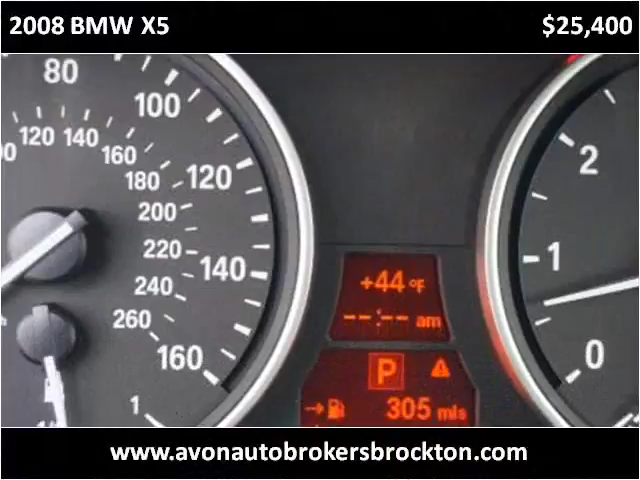 2008 BMW X5 $25,400
80
100
120 140
160
180
120
200
220
140
240
260
160
1
2
1
0
+44 °F
--:-- am
P
305 mls
www.avonautobrokersbrockton.com